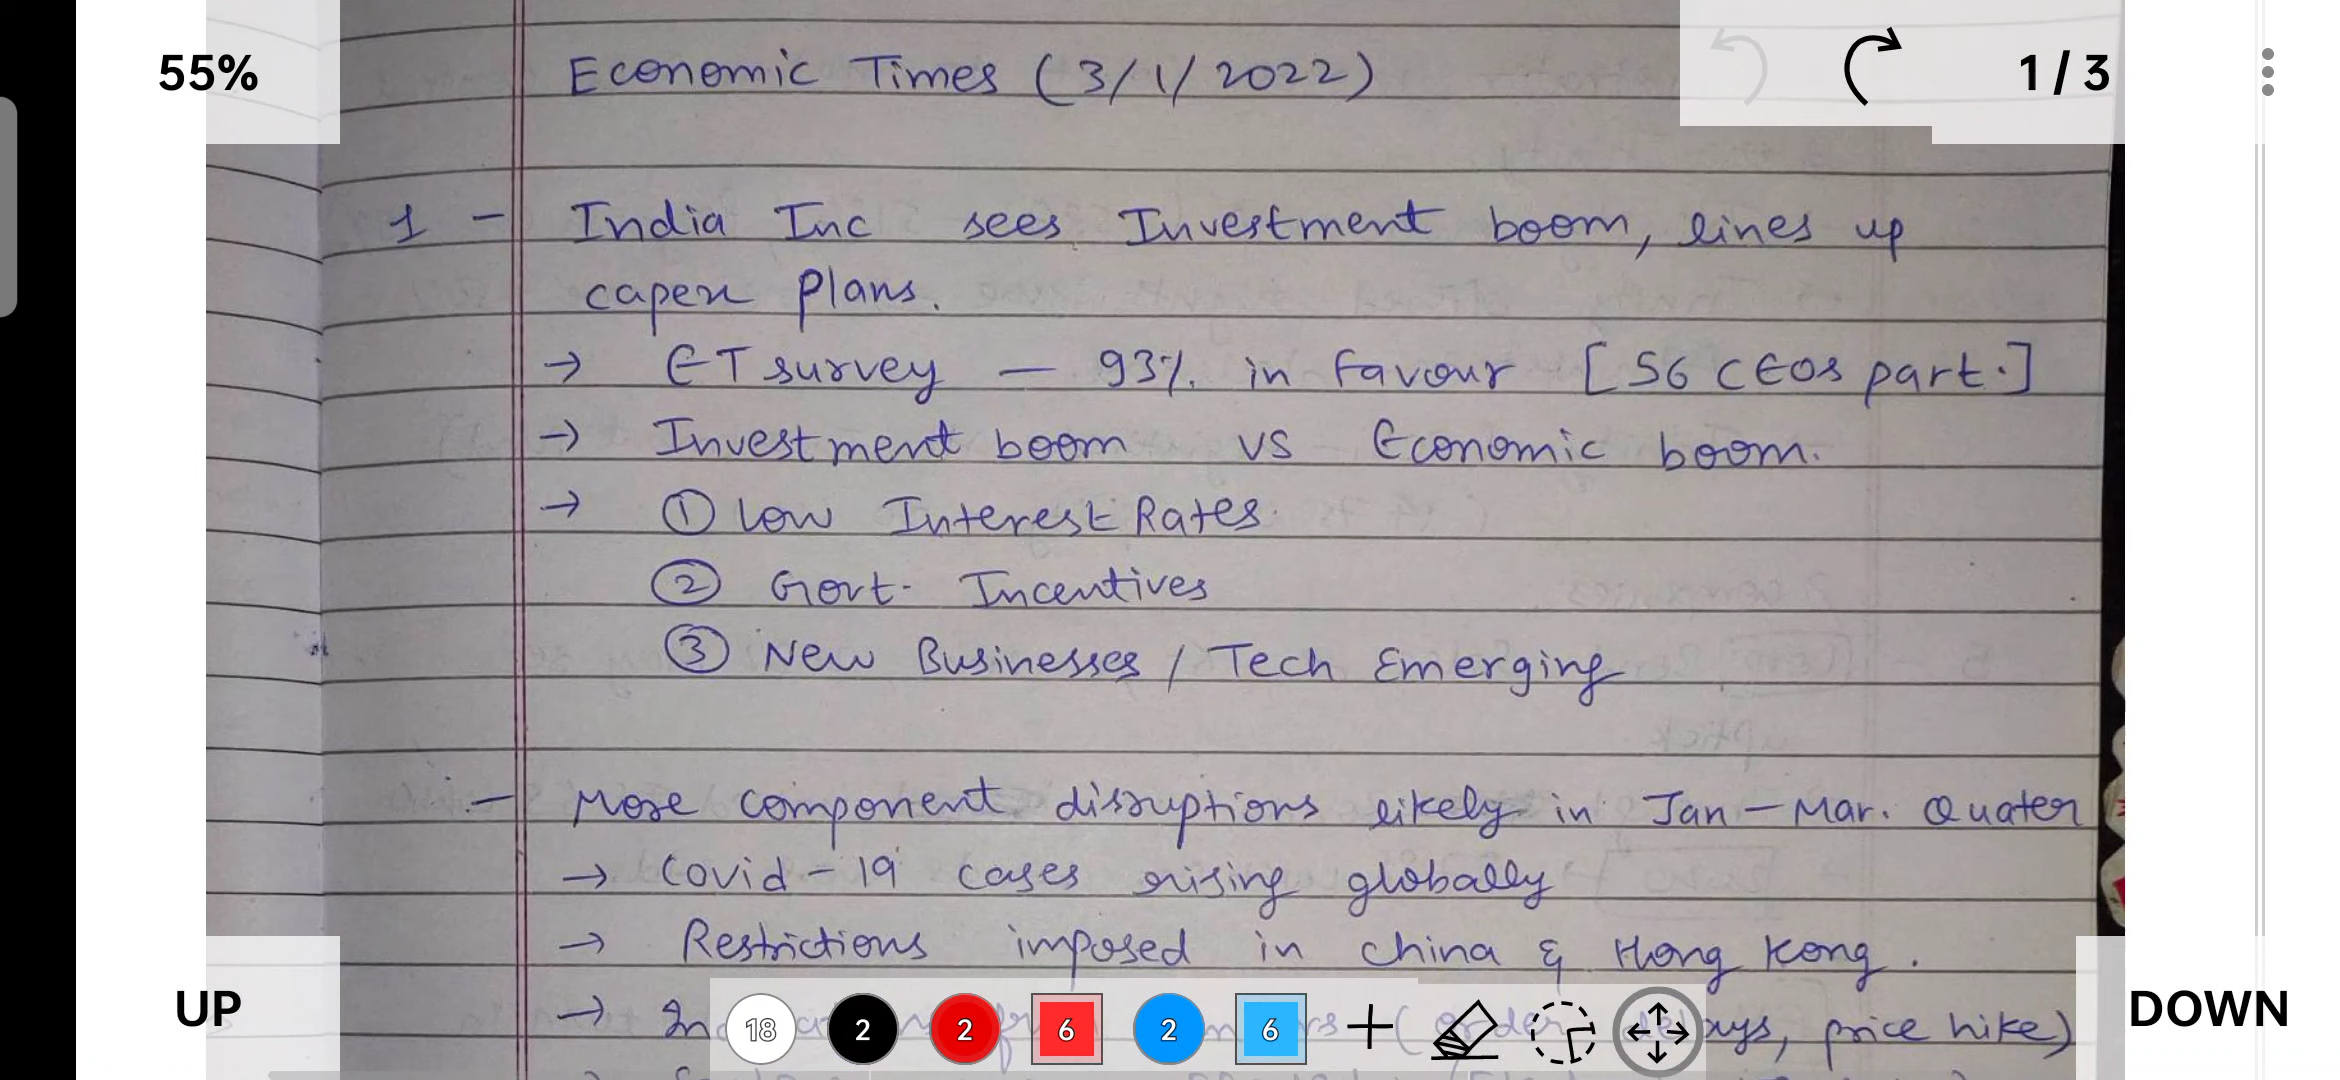 55%
1 / 3
Economic Times (3/1/2022)
1 - India Inc sees Investment boom, lines up
capex plans.
→ ET survey — 93% in favour [56 CEOs part.]
→ Investment boom vs Economic boom.
→ ① Low Interest Rates
② Govt. Incentives
③ New Businesses / Tech Emerging
- More component disruptions likely in Jan - Mar. Quater
→ Covid - 19 cases rising globally
→ Restrictions imposed in china & Hong Kong.
price hike)
UP
18 2 2 6 2 6
DOWN